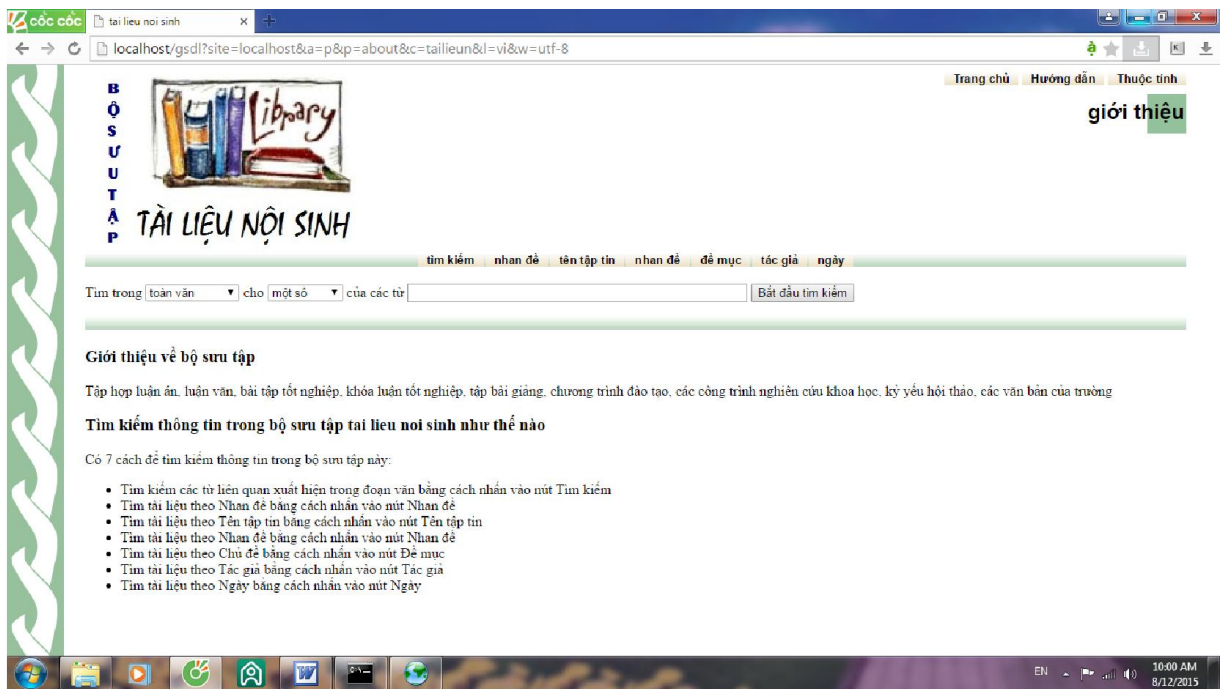 cốc cốc tai lieu noi sinh
localhost/gsdl?site=localhost&a=p&p=about&c=tailieun&l=vi&w=utf-8
Trang chủ Hướng dẫn Thuộc tính
giới thiệu
BỘ SƯU TẬP
Library
TÀI LIỆU NỘI SINH
tìm kiếm nhan đề tên tập tin nhan đề đề mục tác giả ngày
Tìm trong toàn văn cho một số của các từ Bắt đầu tìm kiếm
Giới thiệu về bộ sưu tập
Tập hợp luận án, luận văn, bài tập tốt nghiệp, khóa luận tốt nghiệp, tập bài giảng, chương trình đào tạo, các công trình nghiên cứu khoa học, kỷ yếu hội thảo, các văn bản của trường
Tìm kiếm thông tin trong bộ sưu tập tai lieu noi sinh như thế nào
Có 7 cách để tìm kiếm thông tin trong bộ sưu tập này:
Tìm kiếm các từ liên quan xuất hiện trong đoạn văn bằng cách nhấn vào nút Tìm kiếm
Tìm tài liệu theo Nhan đề bằng cách nhấn vào nút Nhan đề
Tìm tài liệu theo Tên tập tin bằng cách nhấn vào nút Tên tập tin
Tìm tài liệu theo Nhan đề bằng cách nhấn vào nút Nhan đề
Tìm tài liệu theo Chủ đề bằng cách nhấn vào nút Đề mục
Tìm tài liệu theo Tác giả bằng cách nhấn vào nút Tác giả
Tìm tài liệu theo Ngày bằng cách nhấn vào nút Ngày
EN 10:00 AM
8/12/2015